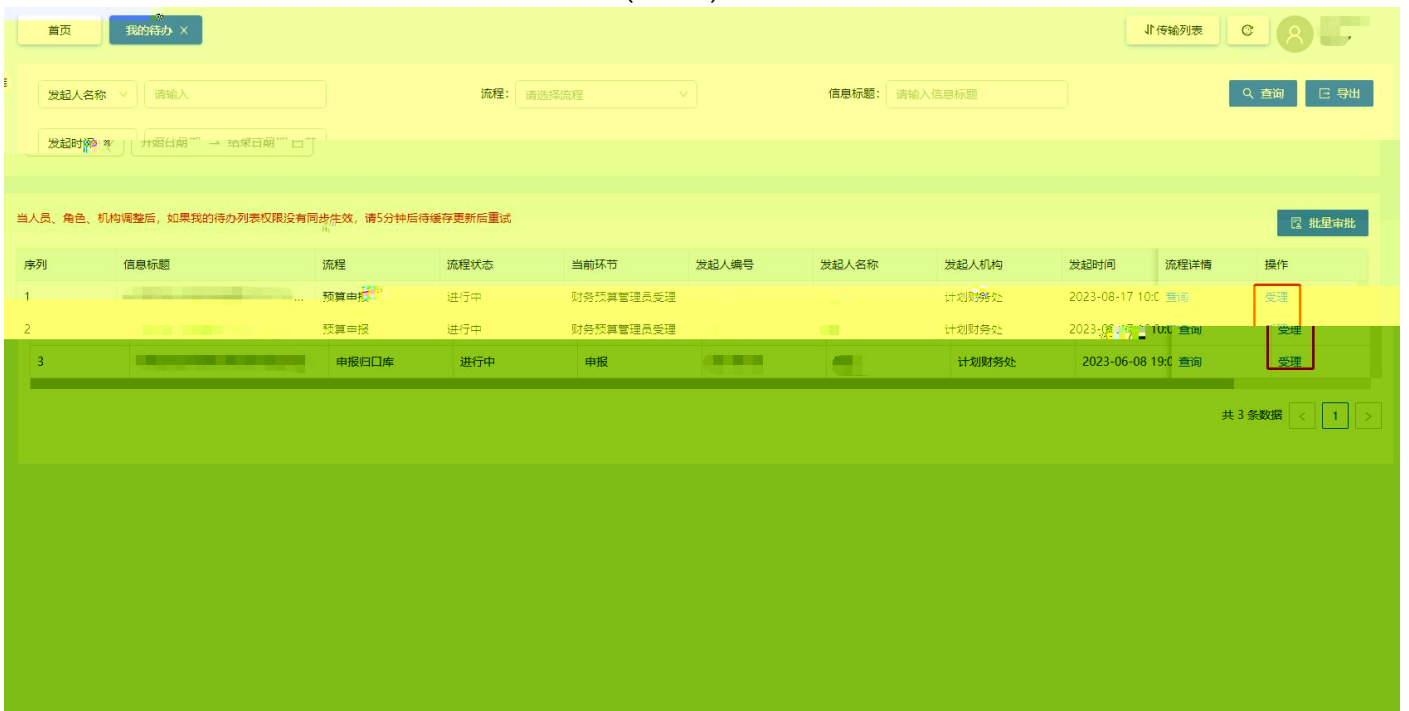 首页 我的待办 × 传输列表
发起人名称 请输入 流程: 请选择流程 信息标题: 请输入信息标题 查询 导出
发起时间 开始日期 → 结束日期
当人员、角色、机构调整后，如果我的待办列表权限没有同步生效，请5分钟后待缓存更新后重试
批量审批
序列 信息标题 流程 流程状态 当前环节 发起人编号 发起人名称 发起人机构 发起时间 流程详情 操作
1 ... 预算申报 进行中 财务预算管理员受理 计划财务处 2023-08-17 10:0 查询 受理
2 预算申报 进行中 财务预算管理员受理 计划财务处 2023- 10:0 查询 受理
3 申报归口库 进行中 申报 计划财务处 2023-06-08 19:0 查询 受理
共 3 条数据 < 1 >